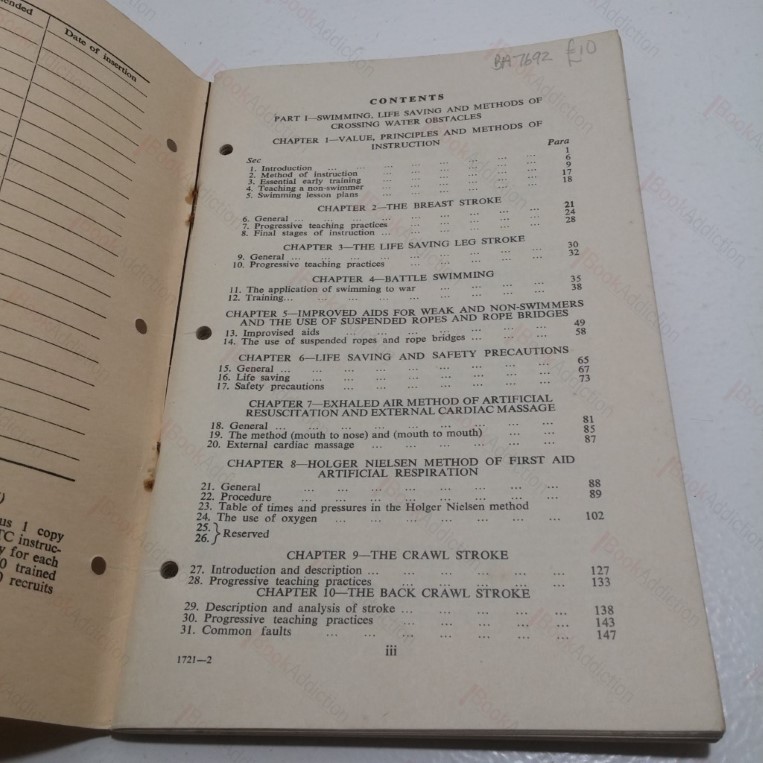 ended
Date of insertion
us 1 copy
TC instruc-
y for each
0 trained
recruits
BA-7692 £10
CONTENTS
PART I—SWIMMING, LIFE SAVING AND METHODS OF
CROSSING WATER OBSTACLES
CHAPTER 1—VALUE, PRINCIPLES AND METHODS OF
INSTRUCTION
Sec Para
1. Introduction ... ... ... ... ... 1
2. Method of instruction ... ... ... ... 6
3. Essential early training ... ... ... ... 9
4. Teaching a non-swimmer ... ... ... ... 17
5. Swimming lesson plans ... ... ... ... 18
CHAPTER 2—THE BREAST STROKE
6. General ... ... ... ... ... ... 21
7. Progressive teaching practices ... ... ... ... 24
8. Final stages of instruction ... ... ... ... ... 28
CHAPTER 3—THE LIFE SAVING LEG STROKE
9. General ... ... ... ... ... ... 30
10. Progressive teaching practices ... ... ... ... 32
CHAPTER 4—BATTLE SWIMMING
11. The application of swimming to war ... ... ... ... 35
12. Training... ... ... ... ... ... ... 38
CHAPTER 5—IMPROVED AIDS FOR WEAK AND NON-SWIMMERS
AND THE USE OF SUSPENDED ROPES AND ROPE BRIDGES
13. Improvised aids ... ... ... ... ... ... 49
14. The use of suspended ropes and rope bridges ... ... ... 58
CHAPTER 6—LIFE SAVING AND SAFETY PRECAUTIONS
15. General ... ... ... ... ... ... ... 65
16. Life saving ... ... ... ... ... ... 67
17. Safety precautions ... ... ... ... ... ... 73
CHAPTER 7—EXHALED AIR METHOD OF ARTIFICIAL
RESUSCITATION AND EXTERNAL CARDIAC MASSAGE
18. General ... ... ... ... ... ... ... 81
19. The method (mouth to nose) and (mouth to mouth) ... ... 85
20. External cardiac massage ... ... ... ... ... 87
CHAPTER 8—HOLGER NIELSEN METHOD OF FIRST AID
ARTIFICIAL RESPIRATION
21. General ... ... ... ... ... ... 88
22. Procedure ... ... ... ... ... ... 89
23. Table of times and pressures in the Holger Nielsen method
24. The use of oxygen ... ... ... ... ... ... 102
25. } Reserved
26. }
CHAPTER 9—THE CRAWL STROKE
27. Introduction and description ... ... ... ... ... 127
28. Progressive teaching practices ... ... ... ... ... 133
CHAPTER 10—THE BACK CRAWL STROKE
29. Description and analysis of stroke ... ... ... ... ... 138
30. Progressive teaching practices ... ... ... ... ... 143
31. Common faults ... ... ... ... ... ... ... 147
1721—2
iii
BookAddiction